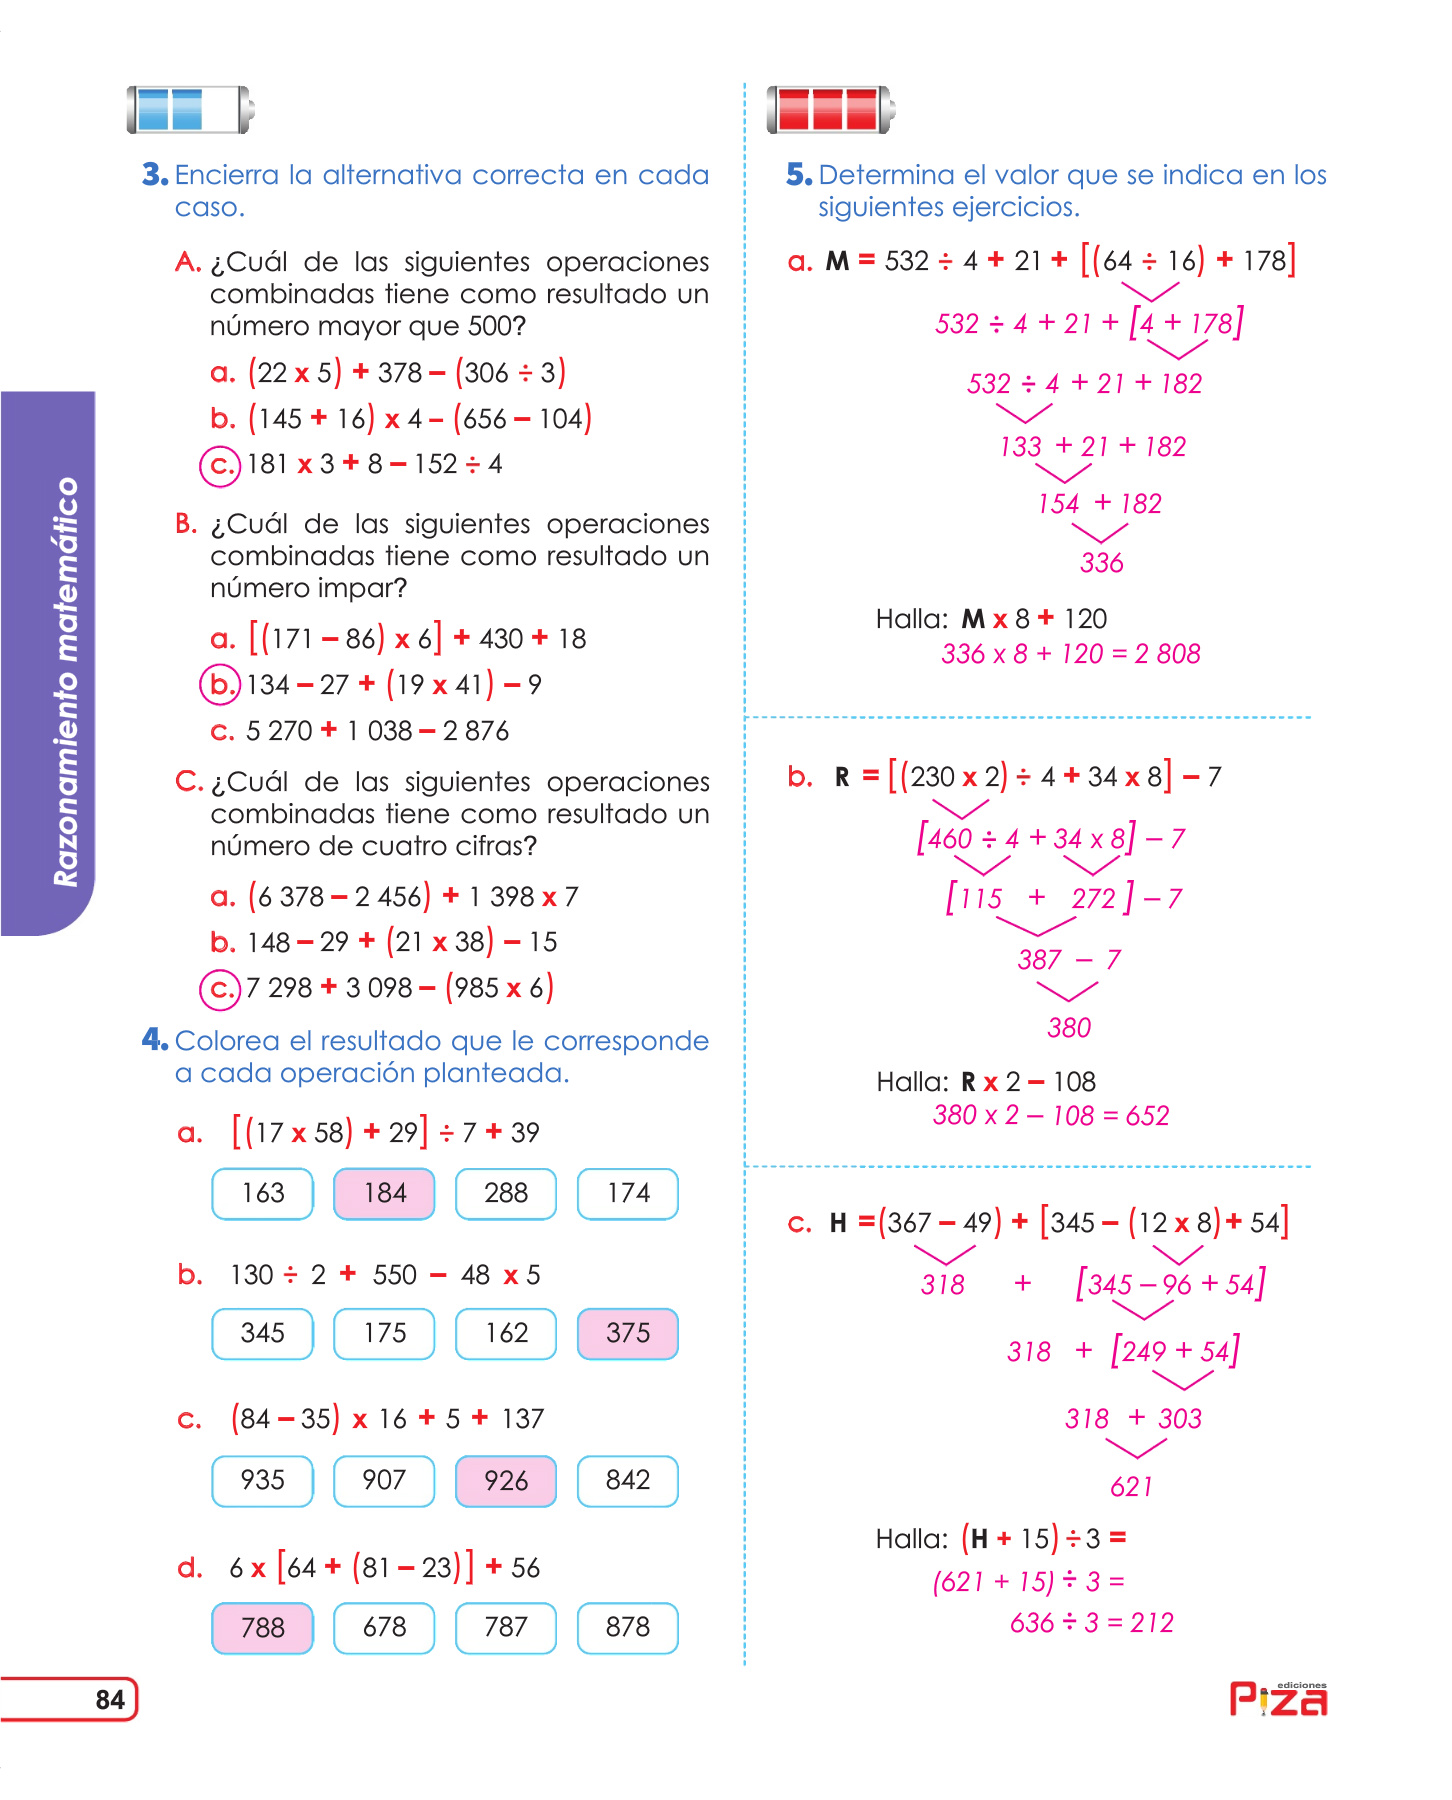 3. Encierra la alternativa correcta en cada
caso.
A. ¿Cuál de las siguientes operaciones
combinadas tiene como resultado un
número mayor que 500?
a. (22 x 5) + 378 – (306 ÷ 3)
b. (145 + 16) x 4 – (656 – 104)
c. 181 x 3 + 8 – 152 ÷ 4
B. ¿Cuál de las siguientes operaciones
combinadas tiene como resultado un
número impar?
a. [(171 – 86) x 6] + 430 + 18
b. 134 – 27 + (19 x 41) – 9
c. 5 270 + 1 038 – 2 876
C. ¿Cuál de las siguientes operaciones
combinadas tiene como resultado un
número de cuatro cifras?
a. (6 378 – 2 456) + 1 398 x 7
b. 148 – 29 + (21 x 38) – 15
c. 7 298 + 3 098 – (985 x 6)
4. Colorea el resultado que le corresponde
a cada operación planteada.
a. [(17 x 58) + 29] ÷ 7 + 39
163 184 288 174
b. 130 ÷ 2 + 550 – 48 x 5
345 175 162 375
c. (84 – 35) x 16 + 5 + 137
935 907 926 842
d. 6 x [64 + (81 – 23)] + 56
788 678 787 878
5. Determina el valor que se indica en los
siguientes ejercicios.
a. M = 532 ÷ 4 + 21 + [(64 ÷ 16) + 178]
532 ÷ 4 + 21 + [4 + 178]
532 ÷ 4 + 21 + 182
133 + 21 + 182
154 + 182
336
Halla: M x 8 + 120
336 x 8 + 120 = 2 808
b. R = [(230 x 2) ÷ 4 + 34 x 8] – 7
[460 ÷ 4 + 34 x 8] – 7
[115 + 272] – 7
387 – 7
380
Halla: R x 2 – 108
380 x 2 – 108 = 652
c. H =(367 – 49) + [345 – (12 x 8)+ 54]
318 + [345 – 96 + 54]
318 + [249 + 54]
318 + 303
621
Halla: (H + 15) ÷ 3 =
(621 + 15) ÷ 3 =
636 ÷ 3 = 212
Razonamiento matemático
84
ediciones
Piza